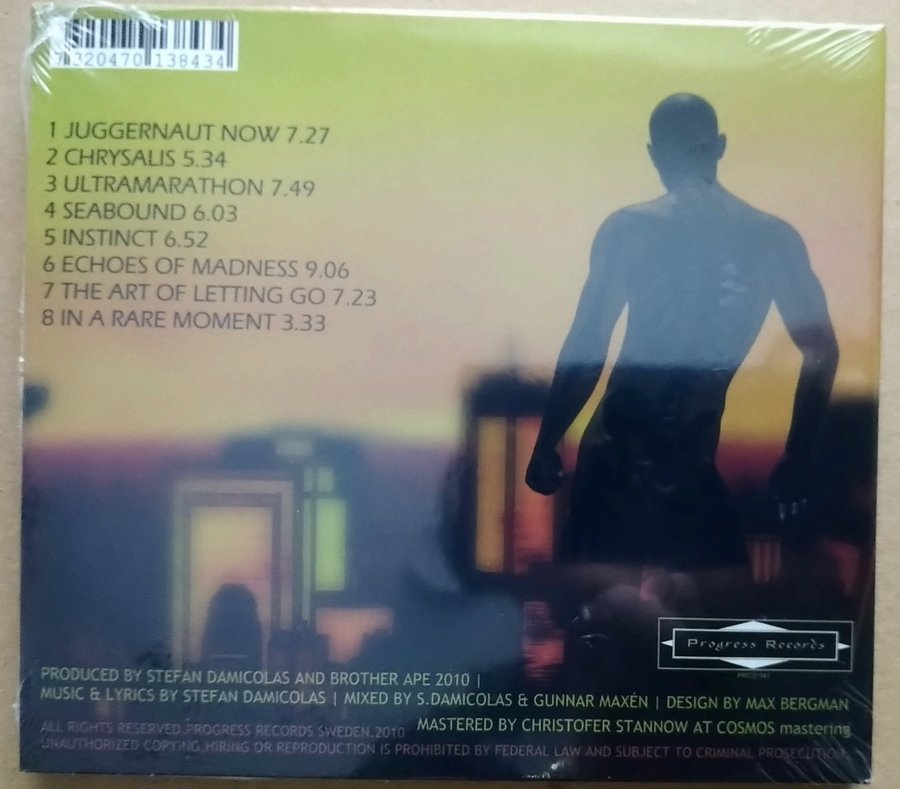 7320470 138434
1 JUGGERNAUT NOW 7.27
2 CHRYSALIS 5.34
3 ULTRAMARATHON 7.49
4 SEABOUND 6.03
5 INSTINCT 6.52
6 ECHOES OF MADNESS 9.06
7 THE ART OF LETTING GO 7.23
8 IN A RARE MOMENT 3.33
Progress Records
PRODUCED BY STEFAN DAMICOLAS AND BROTHER APE 2010 |
MUSIC & LYRICS BY STEFAN DAMICOLAS | MIXED BY S.DAMICOLAS & GUNNAR MAXÉN | DESIGN BY MAX BERGMAN
MASTERED BY CHRISTOFER STANNOW AT COSMOS mastering
ALL RIGHTS RESERVED.PROGRESS RECORDS SWEDEN.2010
UNAUTHORIZED COPYING,HIRING OR REPRODUCTION IS PROHIBITED BY FEDERAL LAW AND SUBJECT TO CRIMINAL PROSECUTION.